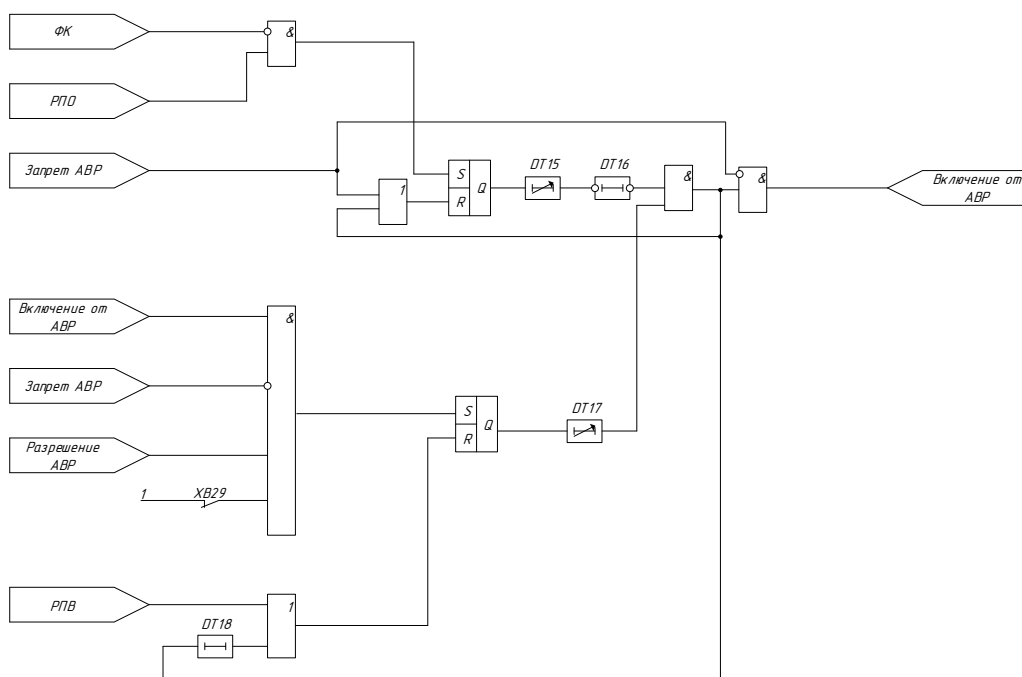 ФК
&
РПО
Запрет АВР
1
S
R
Q
DT15
DT16
&
&
Включение от
АВР
Включение от
АВР
&
Запрет АВР
Разрешение
АВР
1
XB29
S
R
Q
DT17
РПВ
1
DT18